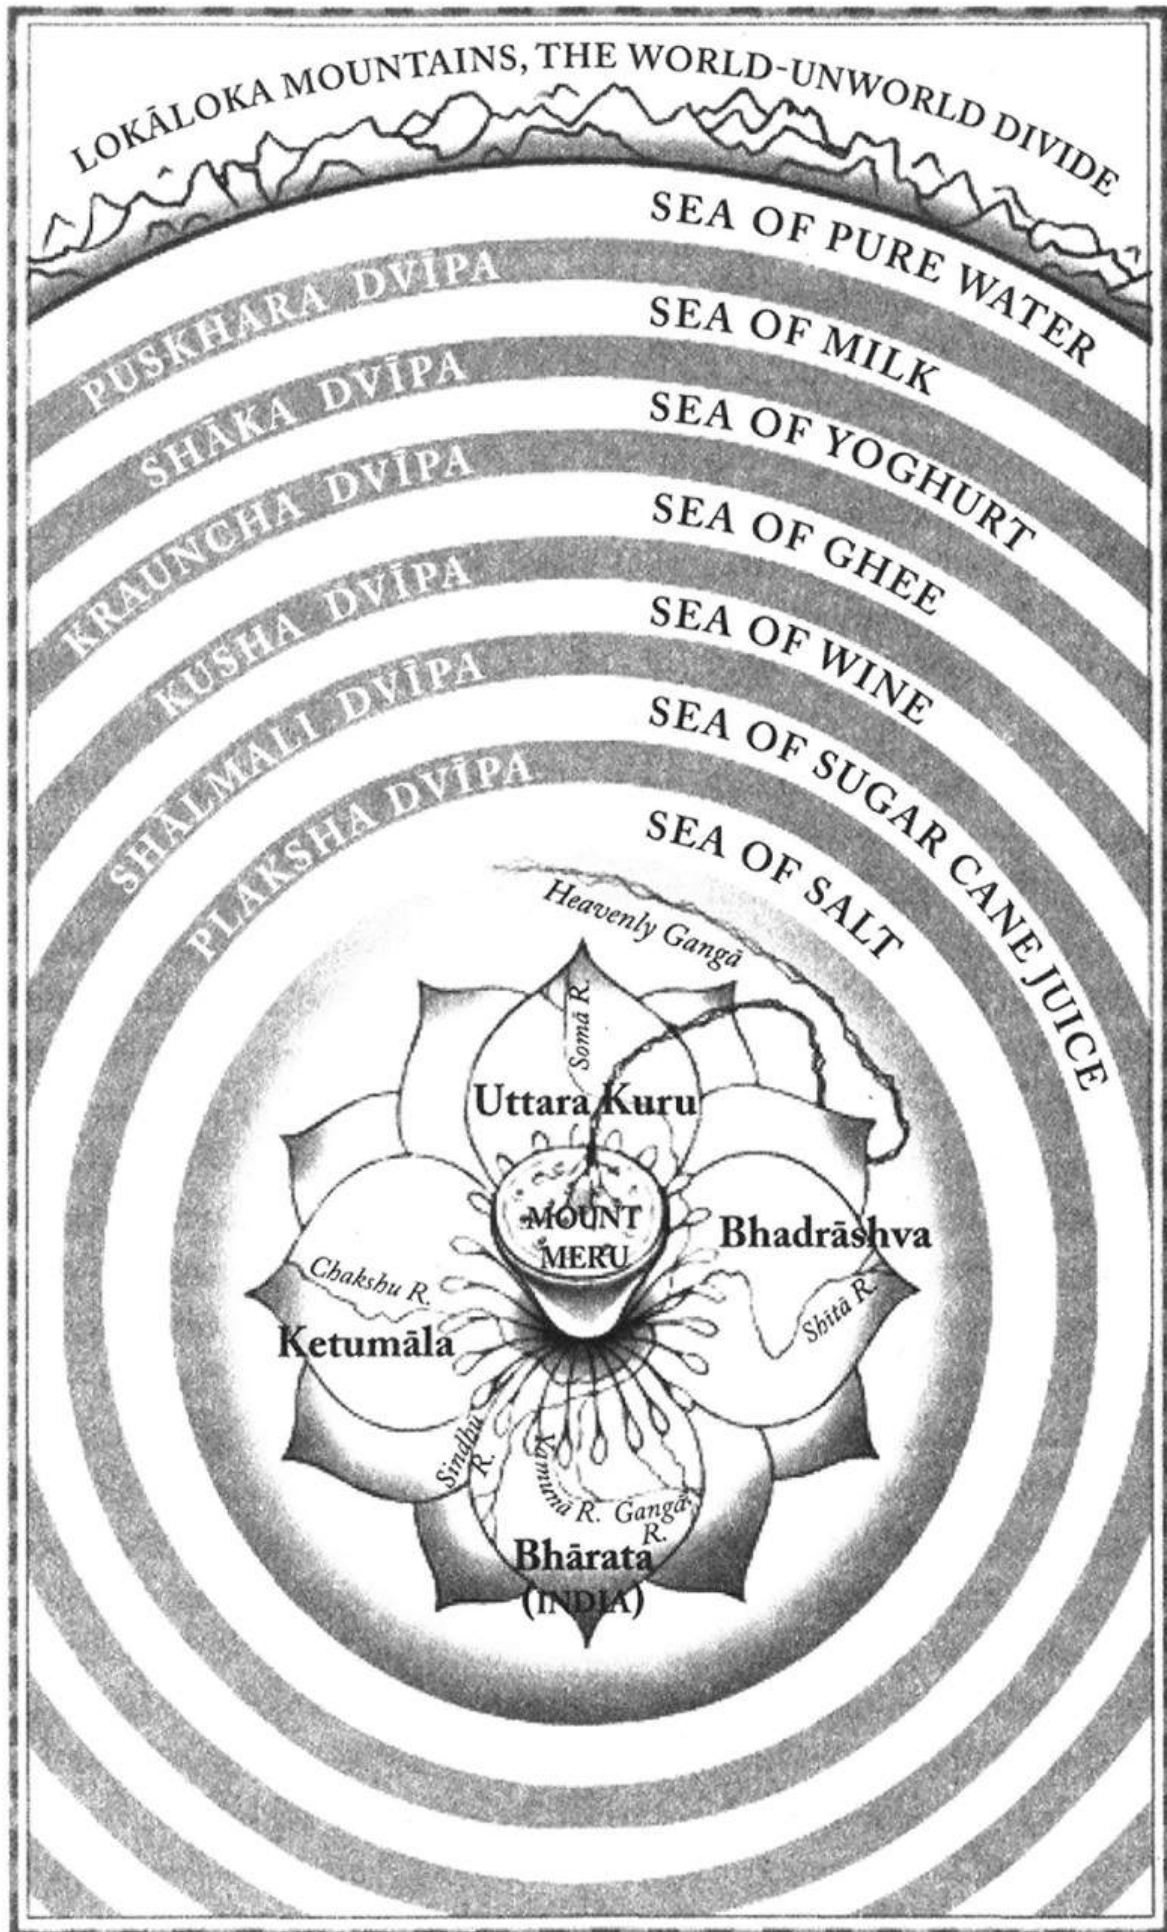 LOKĀLOKA MOUNTAINS, THE WORLD-UNWORLD DIVIDE
SEA OF PURE WATER
PUSKHARA DVĪPA
SEA OF MILK
SHĀKA DVĪPA
SEA OF YOGHURT
KRAUNCHA DVĪPA
SEA OF GHEE
KUSHA DVĪPA
SEA OF WINE
SHĀLMALI DVĪPA
SEA OF SUGAR CANE JUICE
PLAKSHA DVĪPA
SEA OF SALT
Heavenly Gangā
Somā R.
Uttara Kuru
MOUNT
MERU
Bhadrāshva
Chakshu R.
Shītā R.
Ketumāla
Sindhu
R.
Yamunā R.
Gangā
R.
Bhārata
(INDIA)